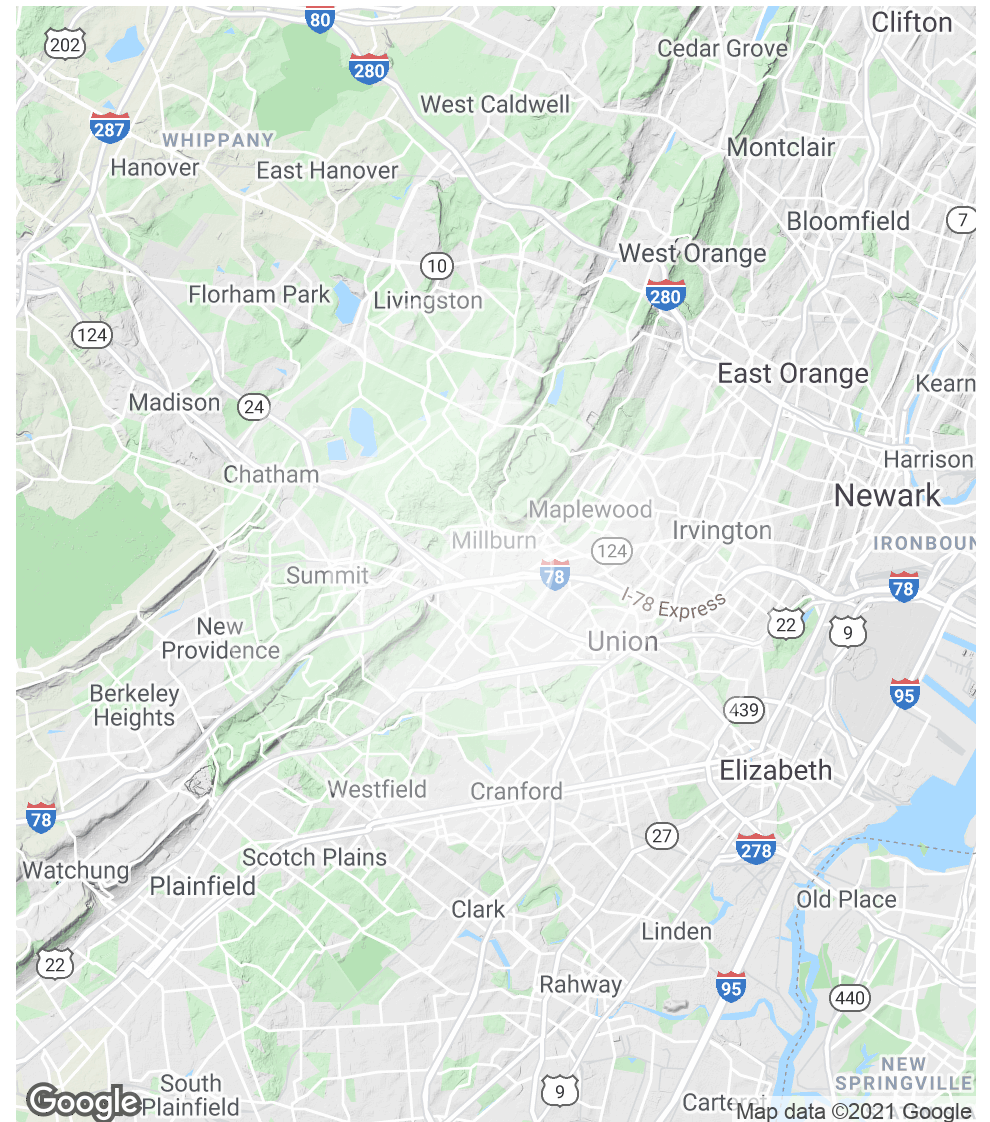 80
Clifton
202
Cedar Grove
280
West Caldwell
287
WHIPPANY
Montclair
Hanover
East Hanover
Bloomfield
7
West Orange
10
Florham Park
Livingston
280
124
East Orange
Kearn
Madison
24
Harrison
Chatham
Newark
Maplewood
Irvington
Millburn
124
IRONBOUN
Summit
78
78
I-78 Express
22
9
New
Providence
Union
Berkeley
Heights
95
439
Elizabeth
Westfield
Cranford
78
27
278
Scotch Plains
Watchung
Plainfield
Old Place
Clark
Linden
22
Rahway
95
440
NEW
SPRINGVILLE
South
Plainfield
9
Carteret
Google
Map data ©2021 Google